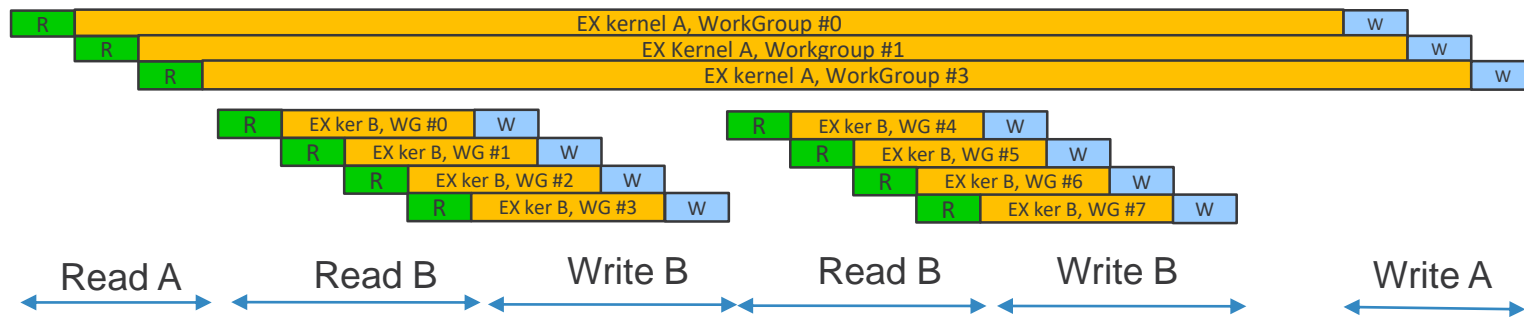 R EX kernel A, WorkGroup #0 W
R EX Kernel A, Workgroup #1 W
R EX kernel A, WorkGroup #3 W
R EX ker B, WG #0 W R EX ker B, WG #4 W
R EX ker B, WG #1 W R EX ker B, WG #5 W
R EX ker B, WG #2 W R EX ker B, WG #6 W
R EX ker B, WG #3 W R EX ker B, WG #7 W
Read A Read B Write B Read B Write B Write A